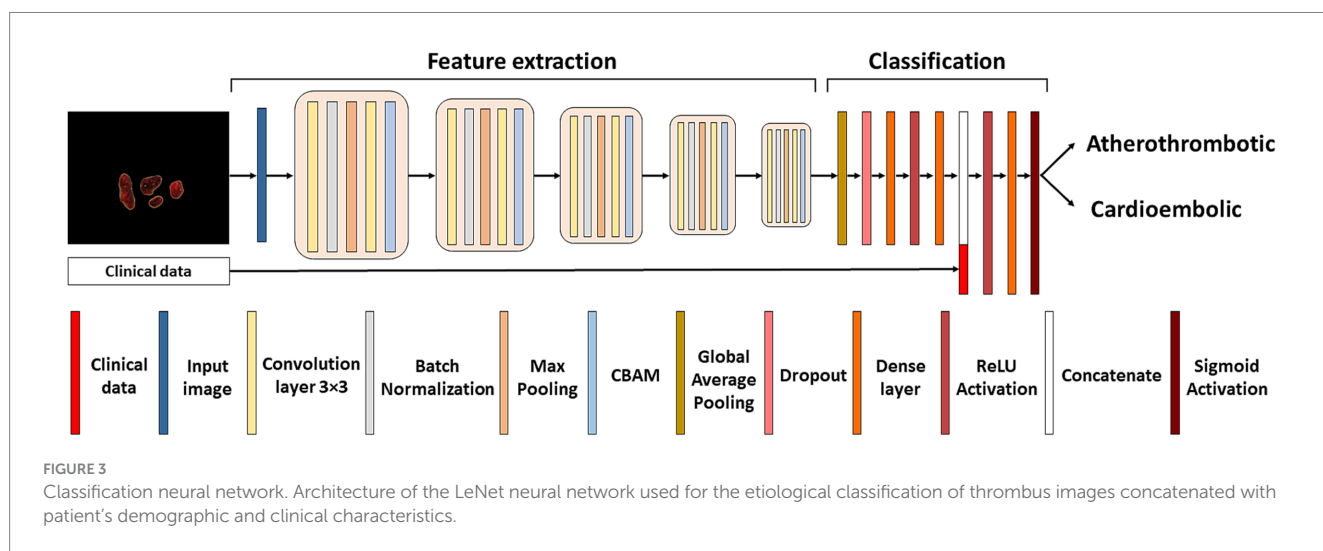 Feature extraction
Classification
Atherothrombotic
Cardioembolic
Clinical data
Clinical
data
Input
image
Convolution
layer 3×3
Batch
Normalization
Max
Pooling
CBAM
Global
Average
Pooling
Dropout
Dense
layer
ReLU
Activation
Concatenate
Sigmoid
Activation
FIGURE 3
Classification neural network. Architecture of the LeNet neural network used for the etiological classification of thrombus images concatenated with
patient’s demographic and clinical characteristics.